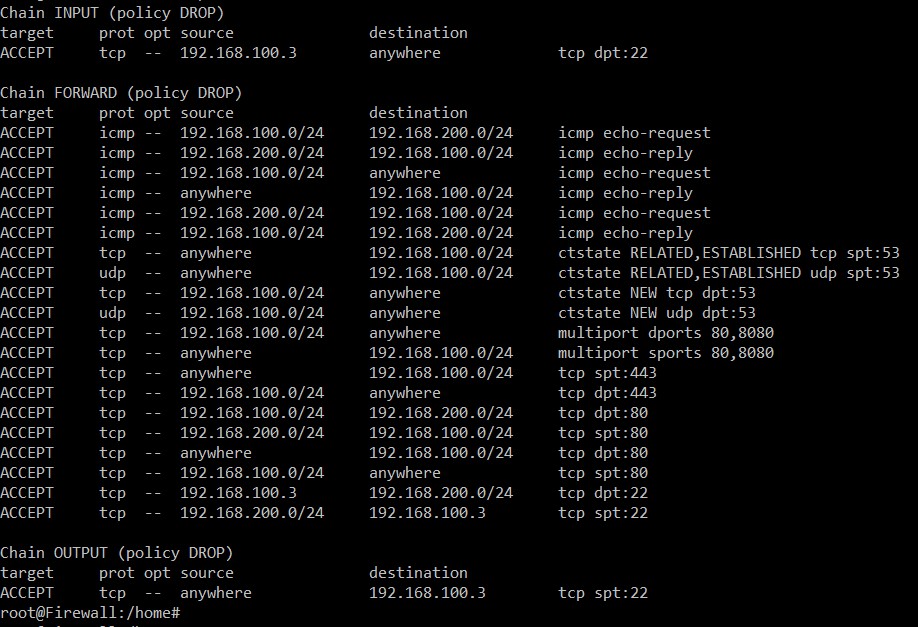 Chain INPUT (policy DROP)
target     prot opt source               destination
ACCEPT     tcp  --  192.168.100.3        anywhere             tcp dpt:22
Chain FORWARD (policy DROP)
target     prot opt source               destination
ACCEPT     icmp --  192.168.100.0/24     192.168.200.0/24     icmp echo-request
ACCEPT     icmp --  192.168.200.0/24     192.168.100.0/24     icmp echo-reply
ACCEPT     icmp --  192.168.100.0/24     anywhere             icmp echo-request
ACCEPT     icmp --  anywhere             192.168.100.0/24     icmp echo-reply
ACCEPT     icmp --  192.168.200.0/24     192.168.100.0/24     icmp echo-request
ACCEPT     icmp --  192.168.100.0/24     192.168.200.0/24     icmp echo-reply
ACCEPT     tcp  --  anywhere             192.168.100.0/24     ctstate RELATED,ESTABLISHED tcp spt:53
ACCEPT     udp  --  anywhere             192.168.100.0/24     ctstate RELATED,ESTABLISHED udp spt:53
ACCEPT     tcp  --  192.168.100.0/24     anywhere             ctstate NEW tcp dpt:53
ACCEPT     udp  --  192.168.100.0/24     anywhere             ctstate NEW udp dpt:53
ACCEPT     tcp  --  192.168.100.0/24     anywhere             multiport dports 80,8080
ACCEPT     tcp  --  anywhere             192.168.100.0/24     multiport sports 80,8080
ACCEPT     tcp  --  anywhere             192.168.100.0/24     tcp spt:443
ACCEPT     tcp  --  192.168.100.0/24     anywhere             tcp dpt:443
ACCEPT     tcp  --  192.168.100.0/24     192.168.200.0/24     tcp dpt:80
ACCEPT     tcp  --  192.168.200.0/24     192.168.100.0/24     tcp spt:80
ACCEPT     tcp  --  anywhere             192.168.100.0/24     tcp dpt:80
ACCEPT     tcp  --  192.168.100.0/24     anywhere             tcp spt:80
ACCEPT     tcp  --  192.168.100.3        192.168.200.0/24     tcp dpt:22
ACCEPT     tcp  --  192.168.200.0/24     192.168.100.3        tcp spt:22
Chain OUTPUT (policy DROP)
target     prot opt source               destination
ACCEPT     tcp  --  anywhere             192.168.100.3        tcp spt:22
root@Firewall:/home#